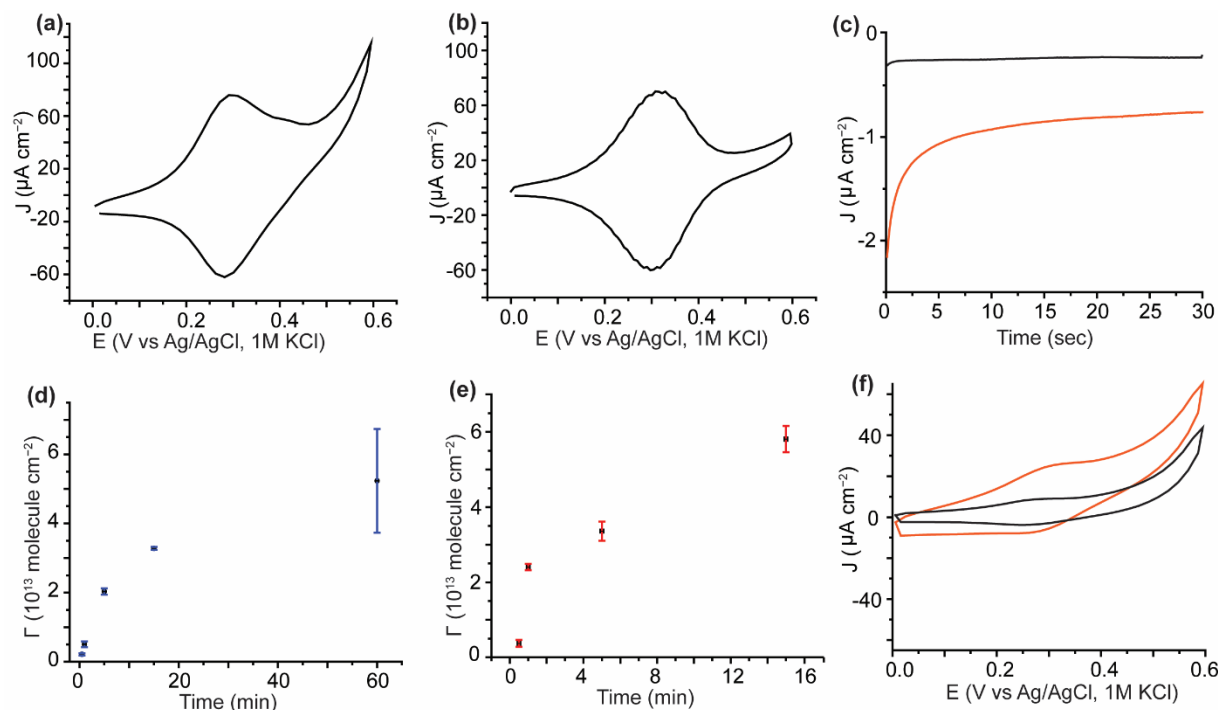 (a)
J (µA cm⁻²)
100
60
20
-20
-60
0.0 0.2 0.4 0.6
E (V vs Ag/AgCl, 1M KCl)
(b)
J (µA cm⁻²)
100
60
20
-20
-60
0.0 0.2 0.4 0.6
E (V vs Ag/AgCl, 1M KCl)
(c)
J (µA cm⁻²)
0
-1
-2
0 5 10 15 20 25 30
Time (sec)
(d)
Γ (10¹³ molecule cm⁻²)
6
4
2
0
0 20 40 60
Time (min)
(e)
Γ (10¹³ molecule cm⁻²)
6
4
2
0
0 4 8 12 16
Time (min)
(f)
J (µA cm⁻²)
40
0
-40
0.0 0.2 0.4 0.6
E (V vs Ag/AgCl, 1M KCl)